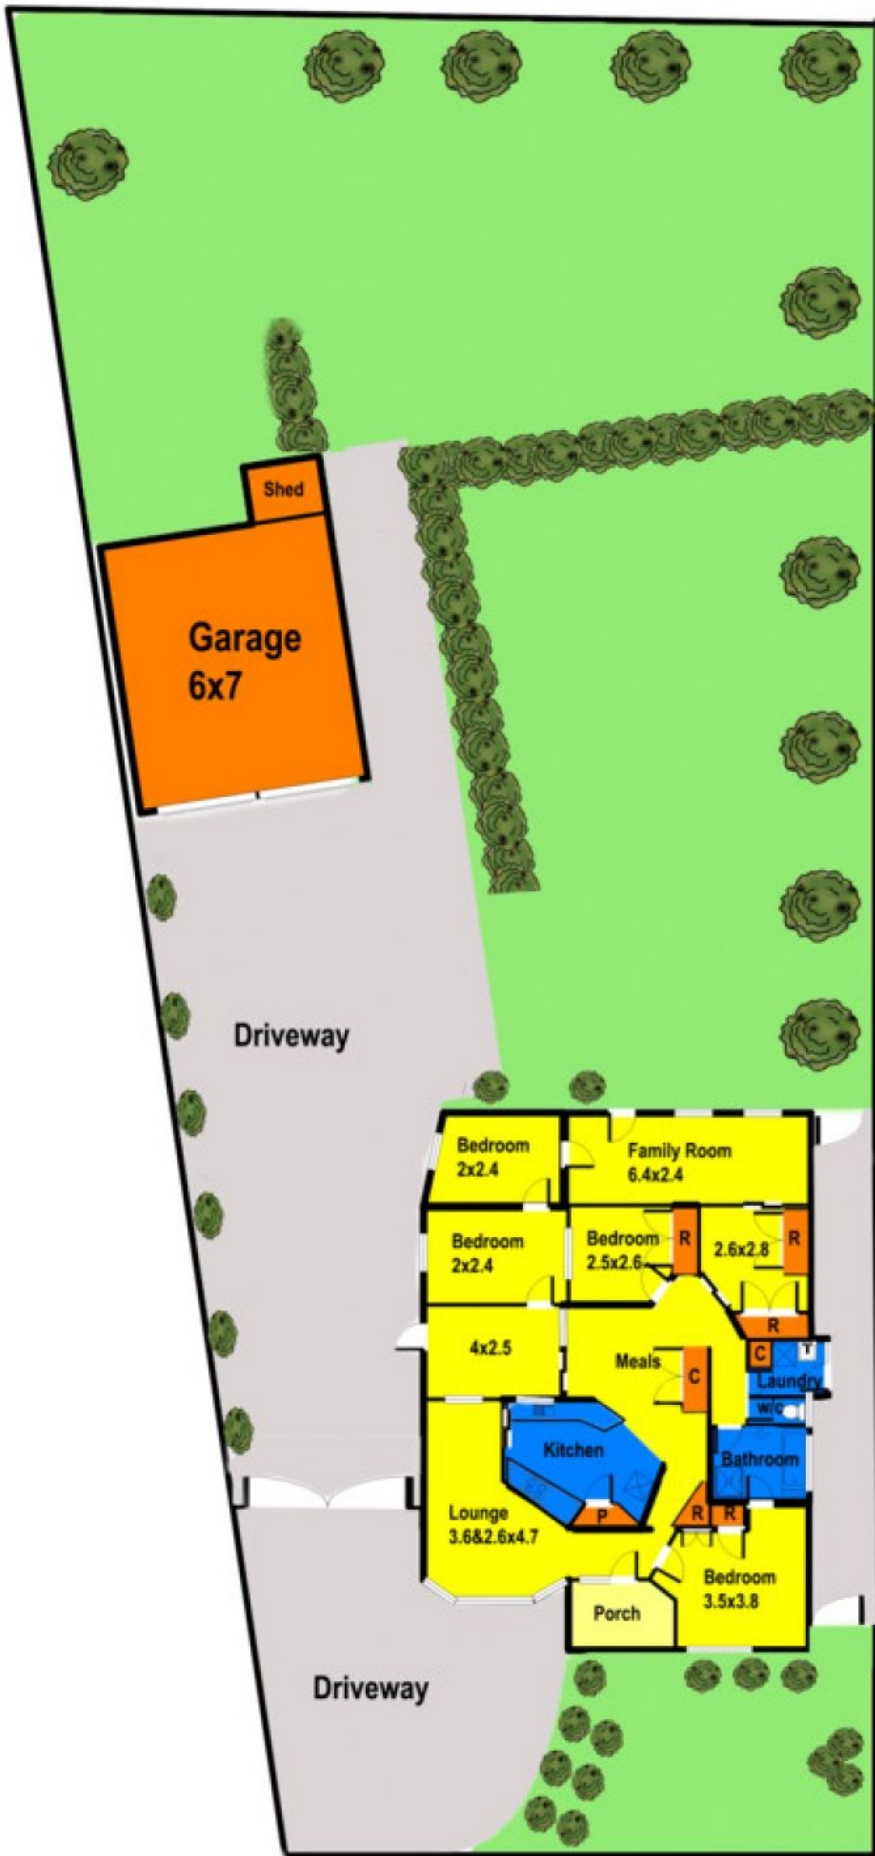 Shed
Garage
6x7
Driveway
Bedroom
2x2.4
Family Room
6.4x2.4
Bedroom
2x2.4
Bedroom
2.5x2.6
R
2.6x2.8
R
R
4x2.5
Meals
C
C
T
Laundry
w/c
Kitchen
Bathroom
Lounge
3.6&2.6x4.7
P
R
R
Bedroom
3.5x3.8
Porch
Driveway